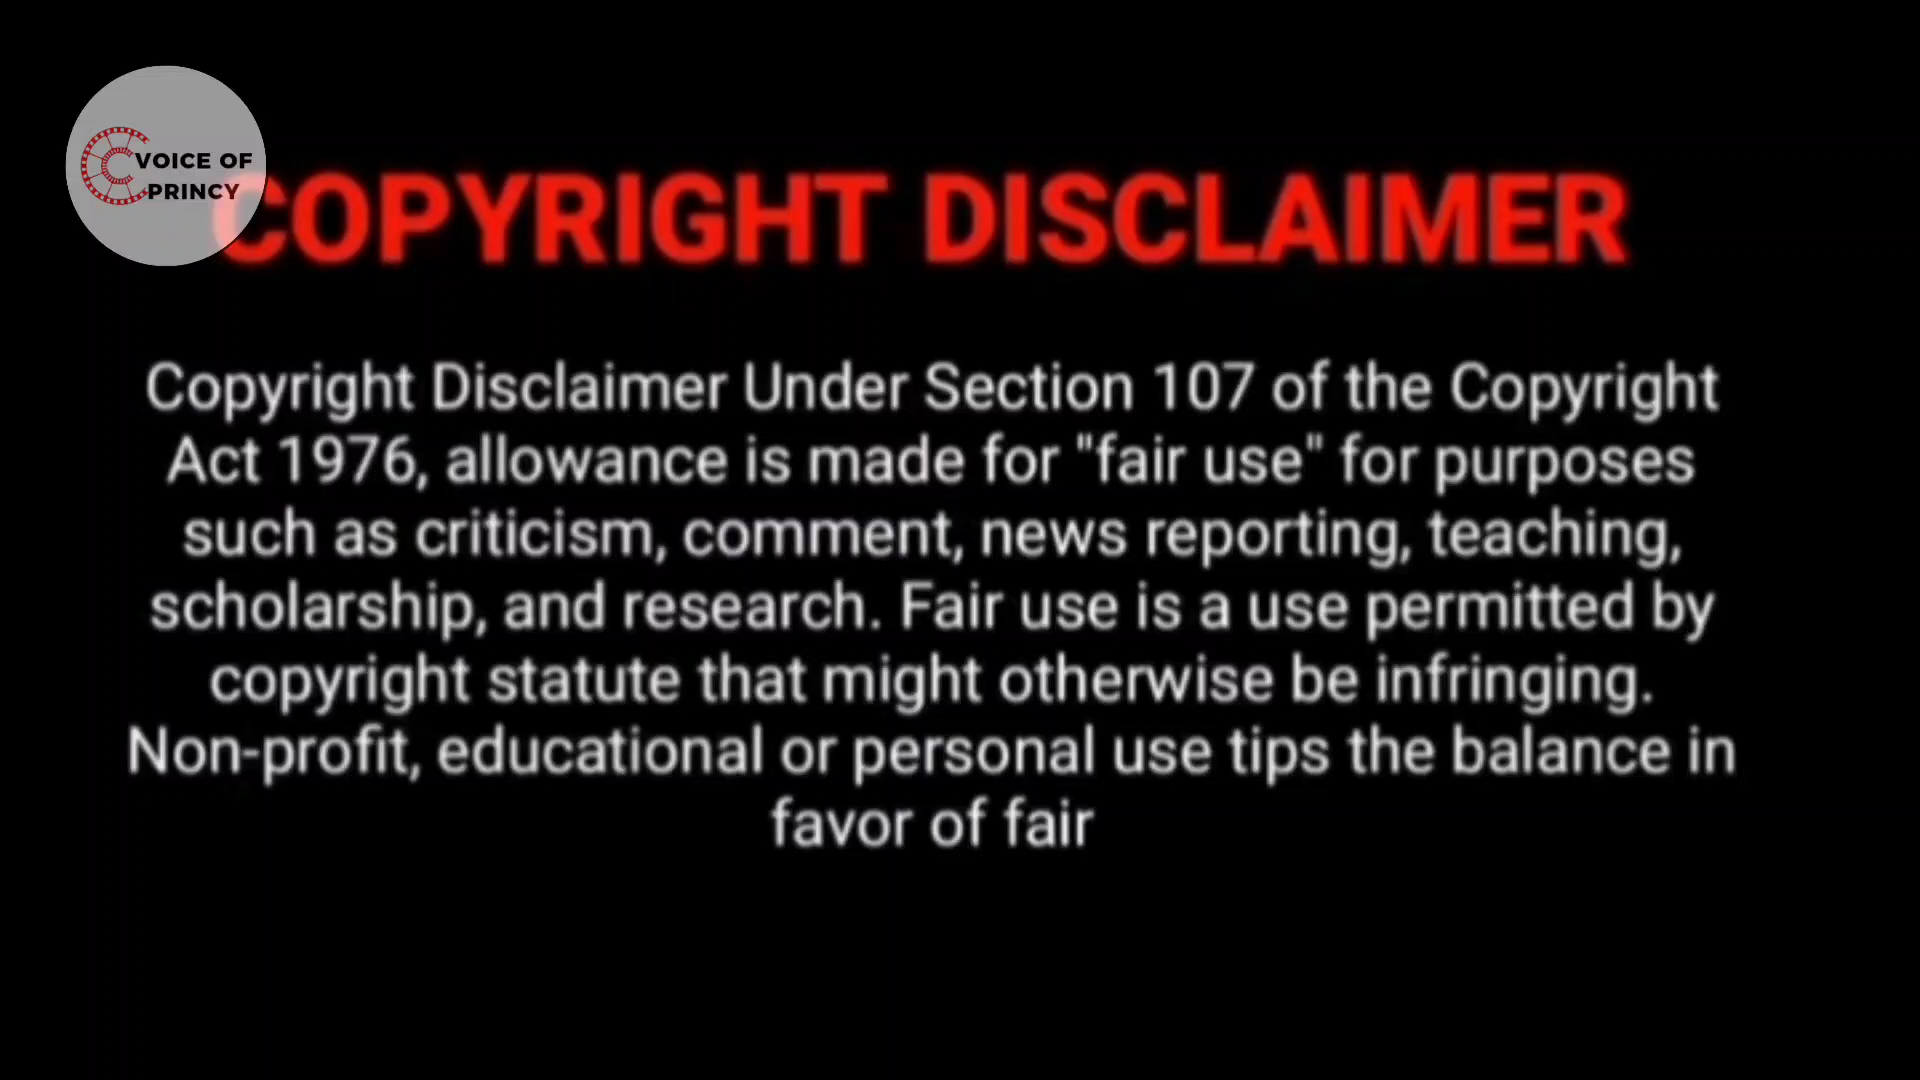 VOICE OF
PRINCY
COPYRIGHT DISCLAIMER
Copyright Disclaimer Under Section 107 of the Copyright
Act 1976, allowance is made for "fair use" for purposes
such as criticism, comment, news reporting, teaching,
scholarship, and research. Fair use is a use permitted by
copyright statute that might otherwise be infringing.
Non-profit, educational or personal use tips the balance in
favor of fair